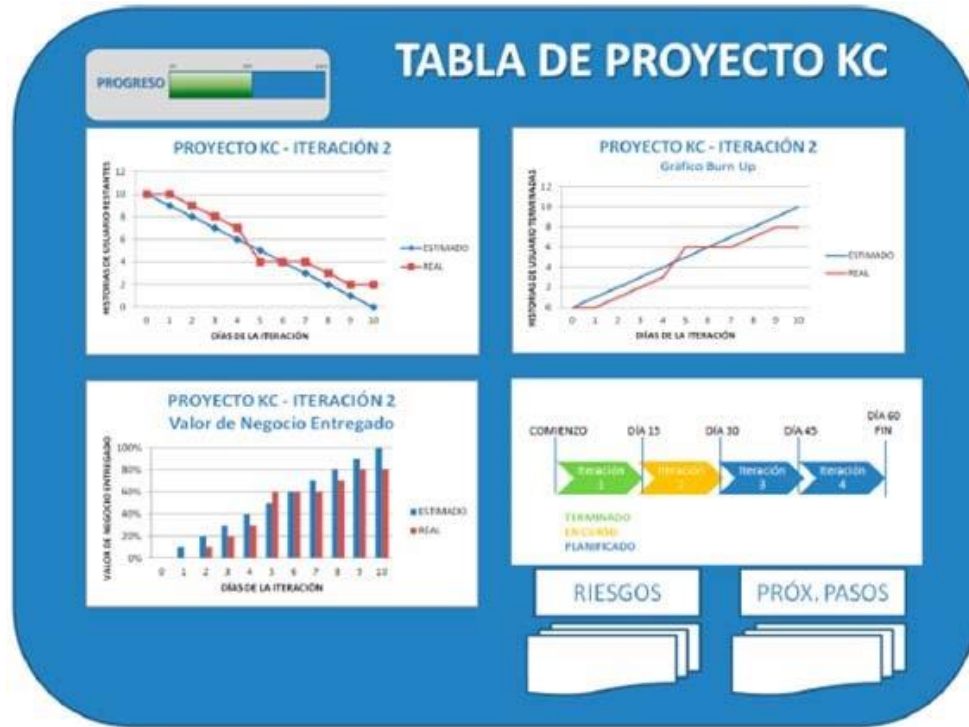 TABLA DE PROYECTO KC
PROGRESO
PROYECTO KC - ITERACIÓN 2
HISTORIAS DE USUARIO RESTANTES
12
10
8
6
4
2
0
0 1 2 3 4 5 6 7 8 9 10
DÍAS DE LA ITERACIÓN
ESTIMADO
REAL
PROYECTO KC - ITERACIÓN 2
Gráfico Burn Up
HISTORIAS DE USUARIO TERMINADAS
12
10
8
6
4
2
0
0 1 2 3 4 5 6 7 8 9 10
DÍAS DE LA ITERACIÓN
ESTIMADO
REAL
PROYECTO KC - ITERACIÓN 2
Valor de Negocio Entregado
VALOR DE NEGOCIO ENTREGADO
100%
80%
60%
40%
20%
0%
0 1 2 3 4 5 6 7 8 9 10
DÍAS DE LA ITERACIÓN
ESTIMADO
REAL
COMIENZO DÍA 15 DÍA 30 DÍA 45 DÍA 60
FIN
Iteración Iteración Iteración Iteración
1 2 3 4
TERMINADO
EN CURSO
PLANIFICADO
RIESGOS
PRÓX. PASOS